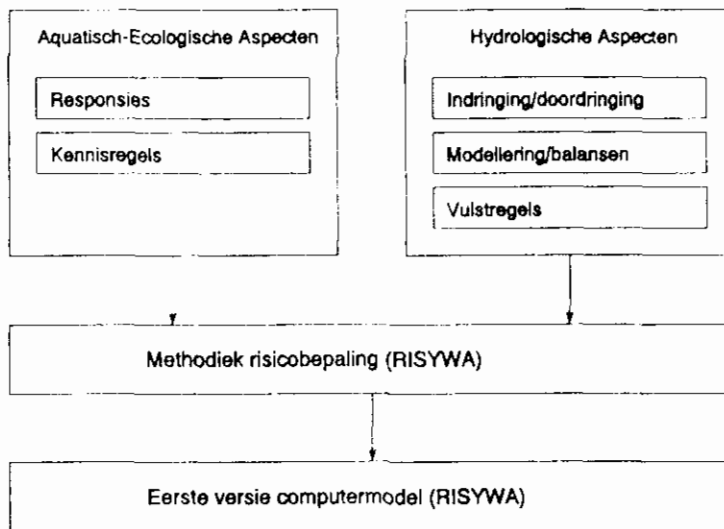 Aquatisch-Ecologische Aspecten
Responsies
Kennisregels
Hydrologische Aspecten
Indringing/doordringing
Modellering/balansen
Vulstregels
Methodiek risicobepaling (RISYWA)
Eerste versie computermodel (RISYWA)